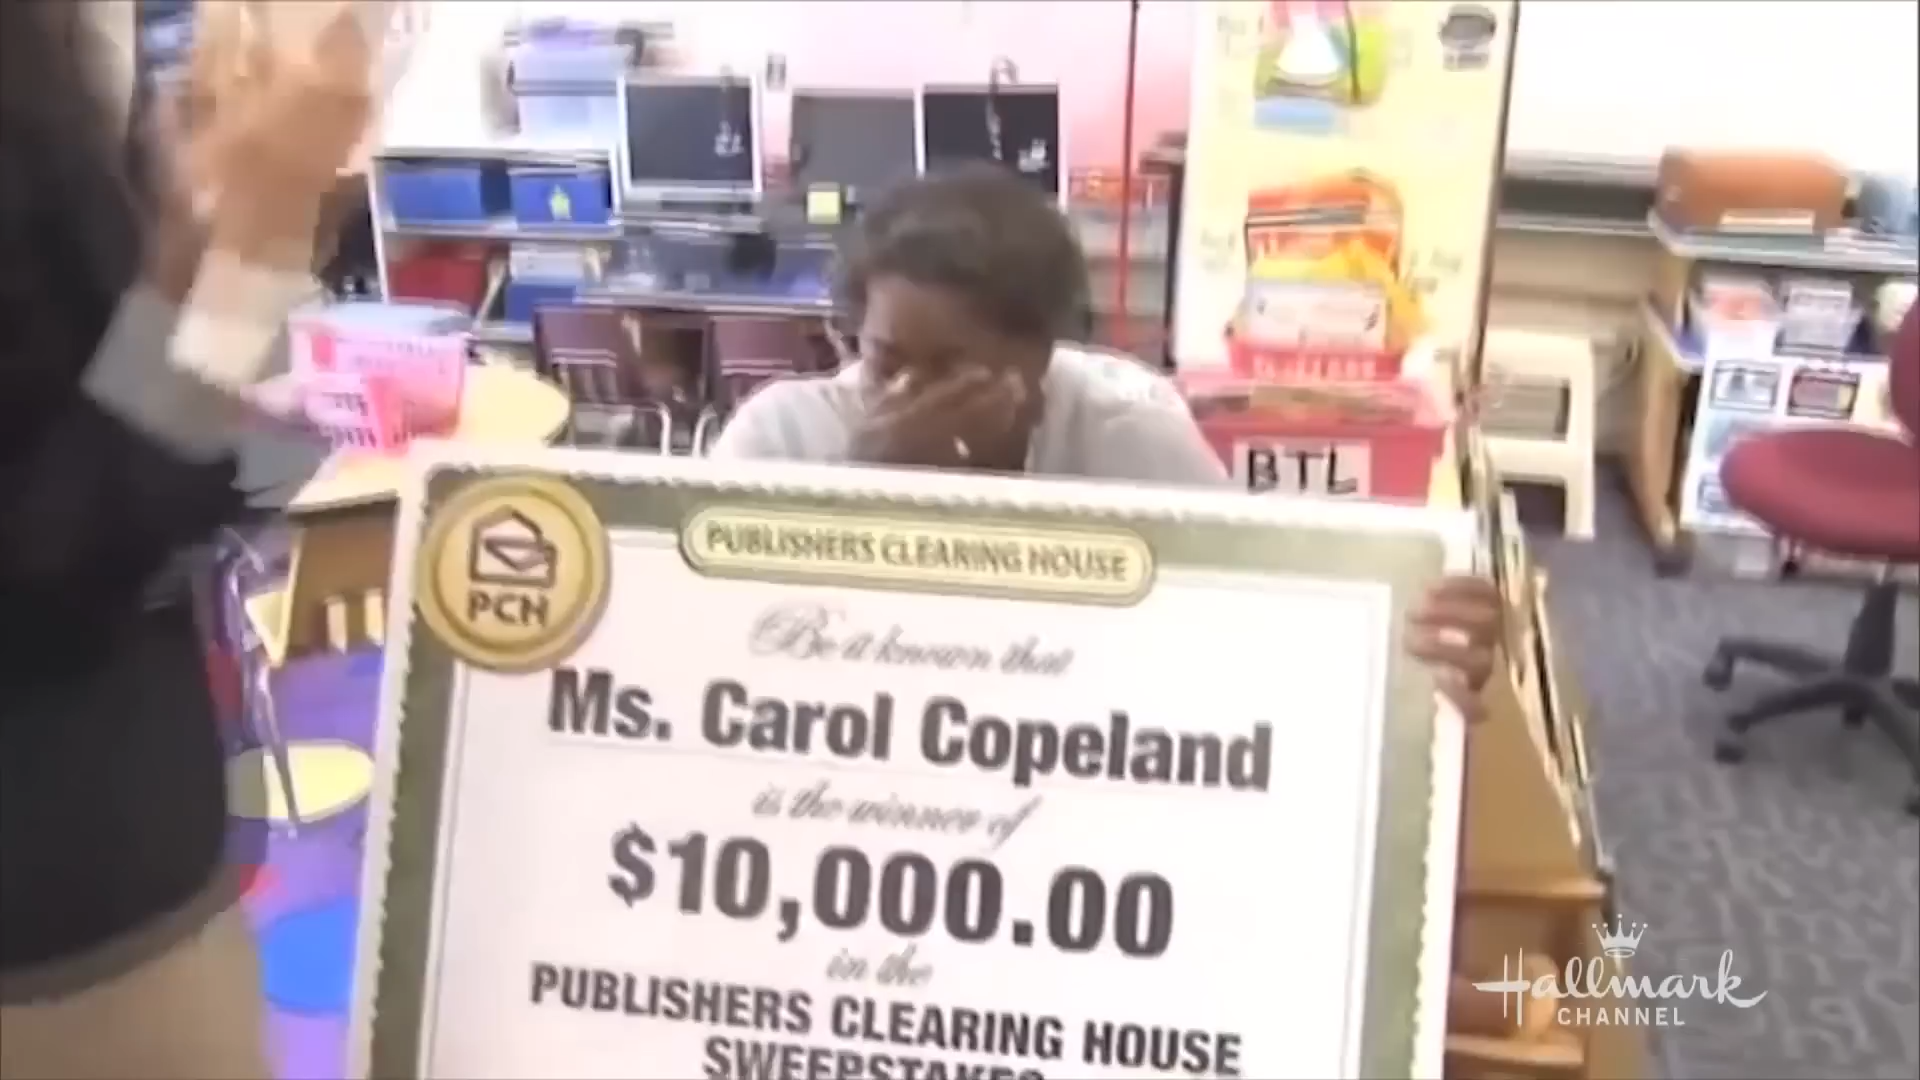 BTL
PUBLISHERS CLEARING HOUSE
PCH
Be it known that
Ms. Carol Copeland
is the winner of
$10,000.00
in the
PUBLISHERS CLEARING HOUSE
SWEEPSTAKES
Hallmark
CHANNEL